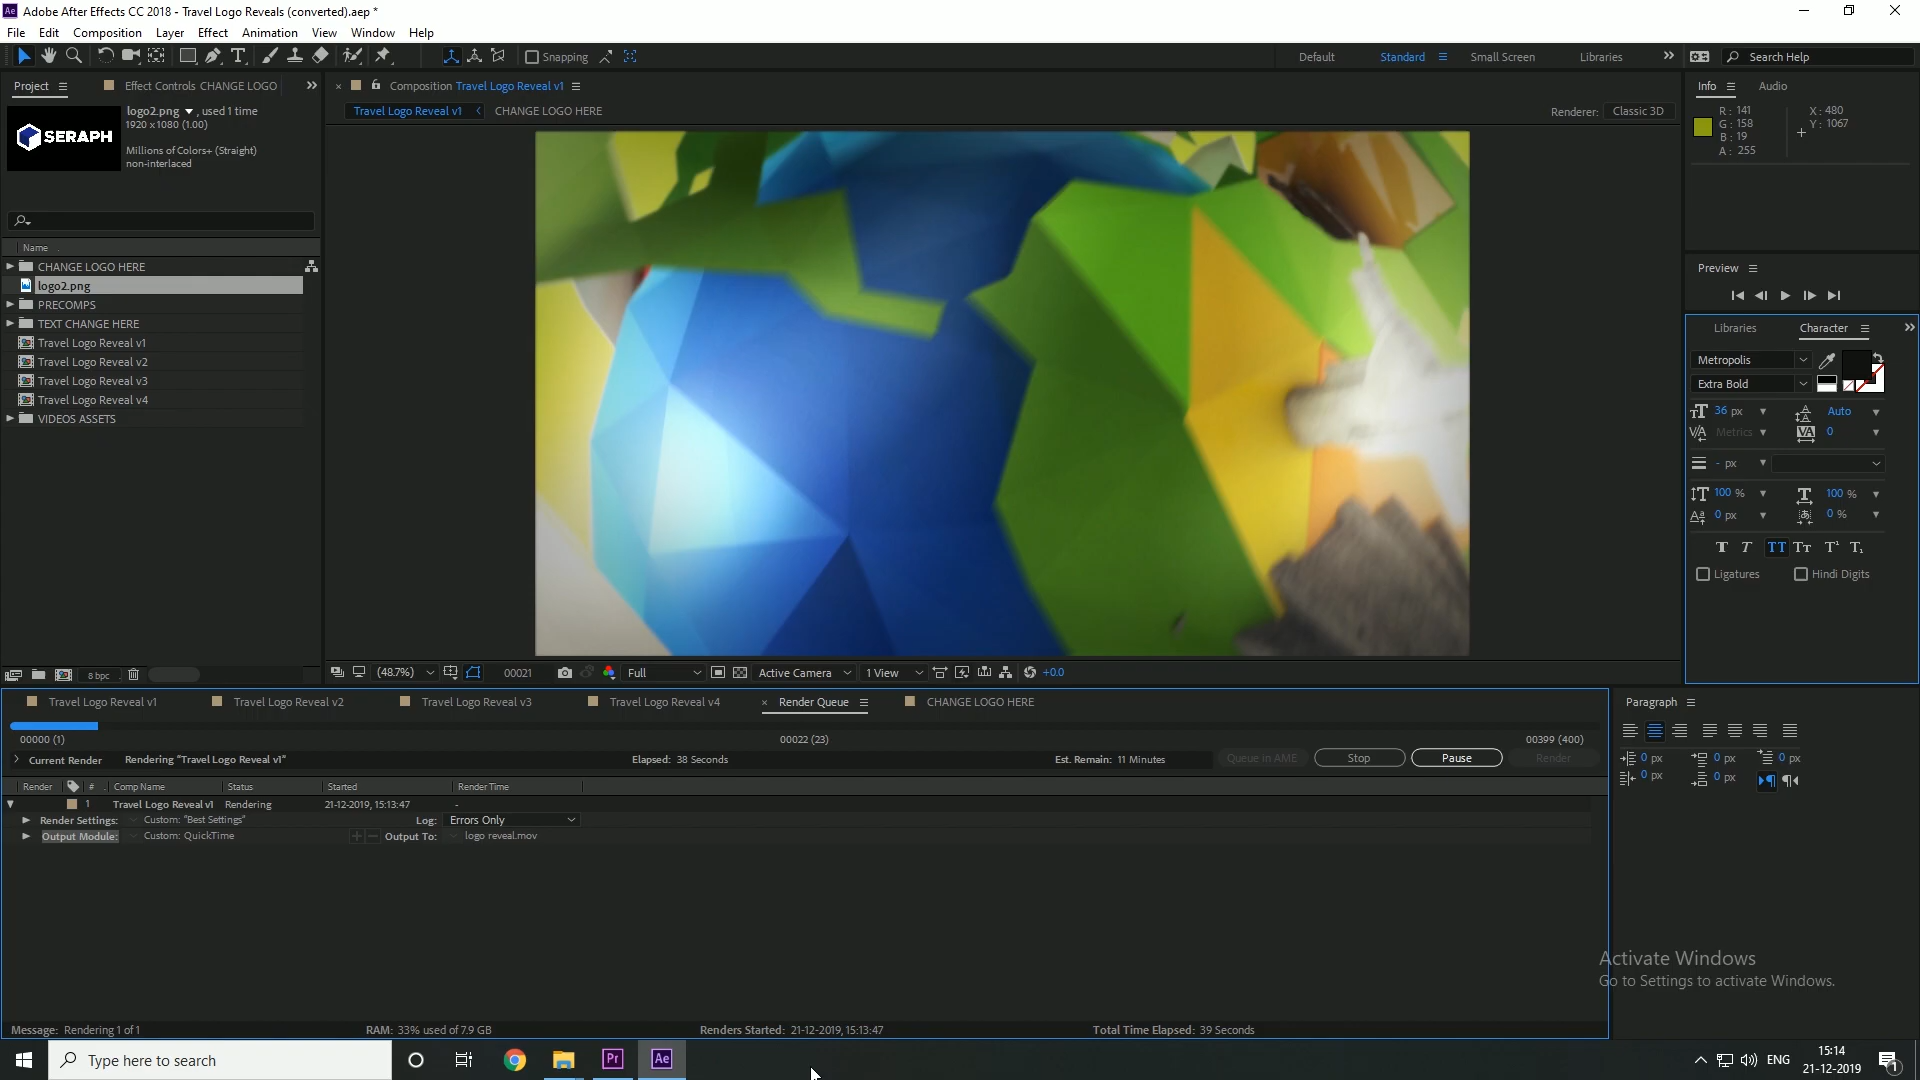 Adobe After Effects CC 2018 - Travel Logo Reveals (converted).aep *
File Edit Composition Layer Effect Animation View Window Help
Snapping
Default Standard Small Screen Libraries
Search Help
Project
Effect Controls CHANGE LOGO
Composition Travel Logo Reveal v1
Info Audio
logo2.png , used 1 time
1920 x 1080 (1.00)
Millions of Colors+ (Straight)
non-interlaced
SERAPH
Travel Logo Reveal v1 CHANGE LOGO HERE
Renderer: Classic 3D
R: 141
G: 158
B: 19
A: 255
X: 480
Y: 1067
Name
CHANGE LOGO HERE
logo2.png
PRECOMPS
TEXT CHANGE HERE
Travel Logo Reveal v1
Travel Logo Reveal v2
Travel Logo Reveal v3
Travel Logo Reveal v4
VIDEOS ASSETS
Preview
Libraries Character
Metropolis
Extra Bold
36 px Auto
Metrics 0
- px
100 % 100 %
0 px 0 %
Ligatures Hindi Digits
8 bpc
(48.7%) 00021 Full Active Camera 1 View +0.0
Travel Logo Reveal v1 Travel Logo Reveal v2 Travel Logo Reveal v3 Travel Logo Reveal v4 Render Queue CHANGE LOGO HERE
Paragraph
0 px 0 px 0 px
0 px 0 px
00000 (1) 00022 (23) 00399 (400)
Current Render Rendering "Travel Logo Reveal v1" Elapsed: 38 Seconds Est. Remain: 11 Minutes Queue in AME Stop Pause Render
Render # Comp Name Status Started Render Time
1 Travel Logo Reveal v1 Rendering 21-12-2019, 15:13:47 -
Render Settings: Custom: "Best Settings" Log: Errors Only
Output Module: Custom: QuickTime Output To: logo reveal.mov
Activate Windows
Go to Settings to activate Windows.
Message: Rendering 1 of 1 RAM: 33% used of 7.9 GB Renders Started: 21-12-2019, 15:13:47 Total Time Elapsed: 39 Seconds
Type here to search
Pr Ae
ENG
15:14
21-12-2019
1